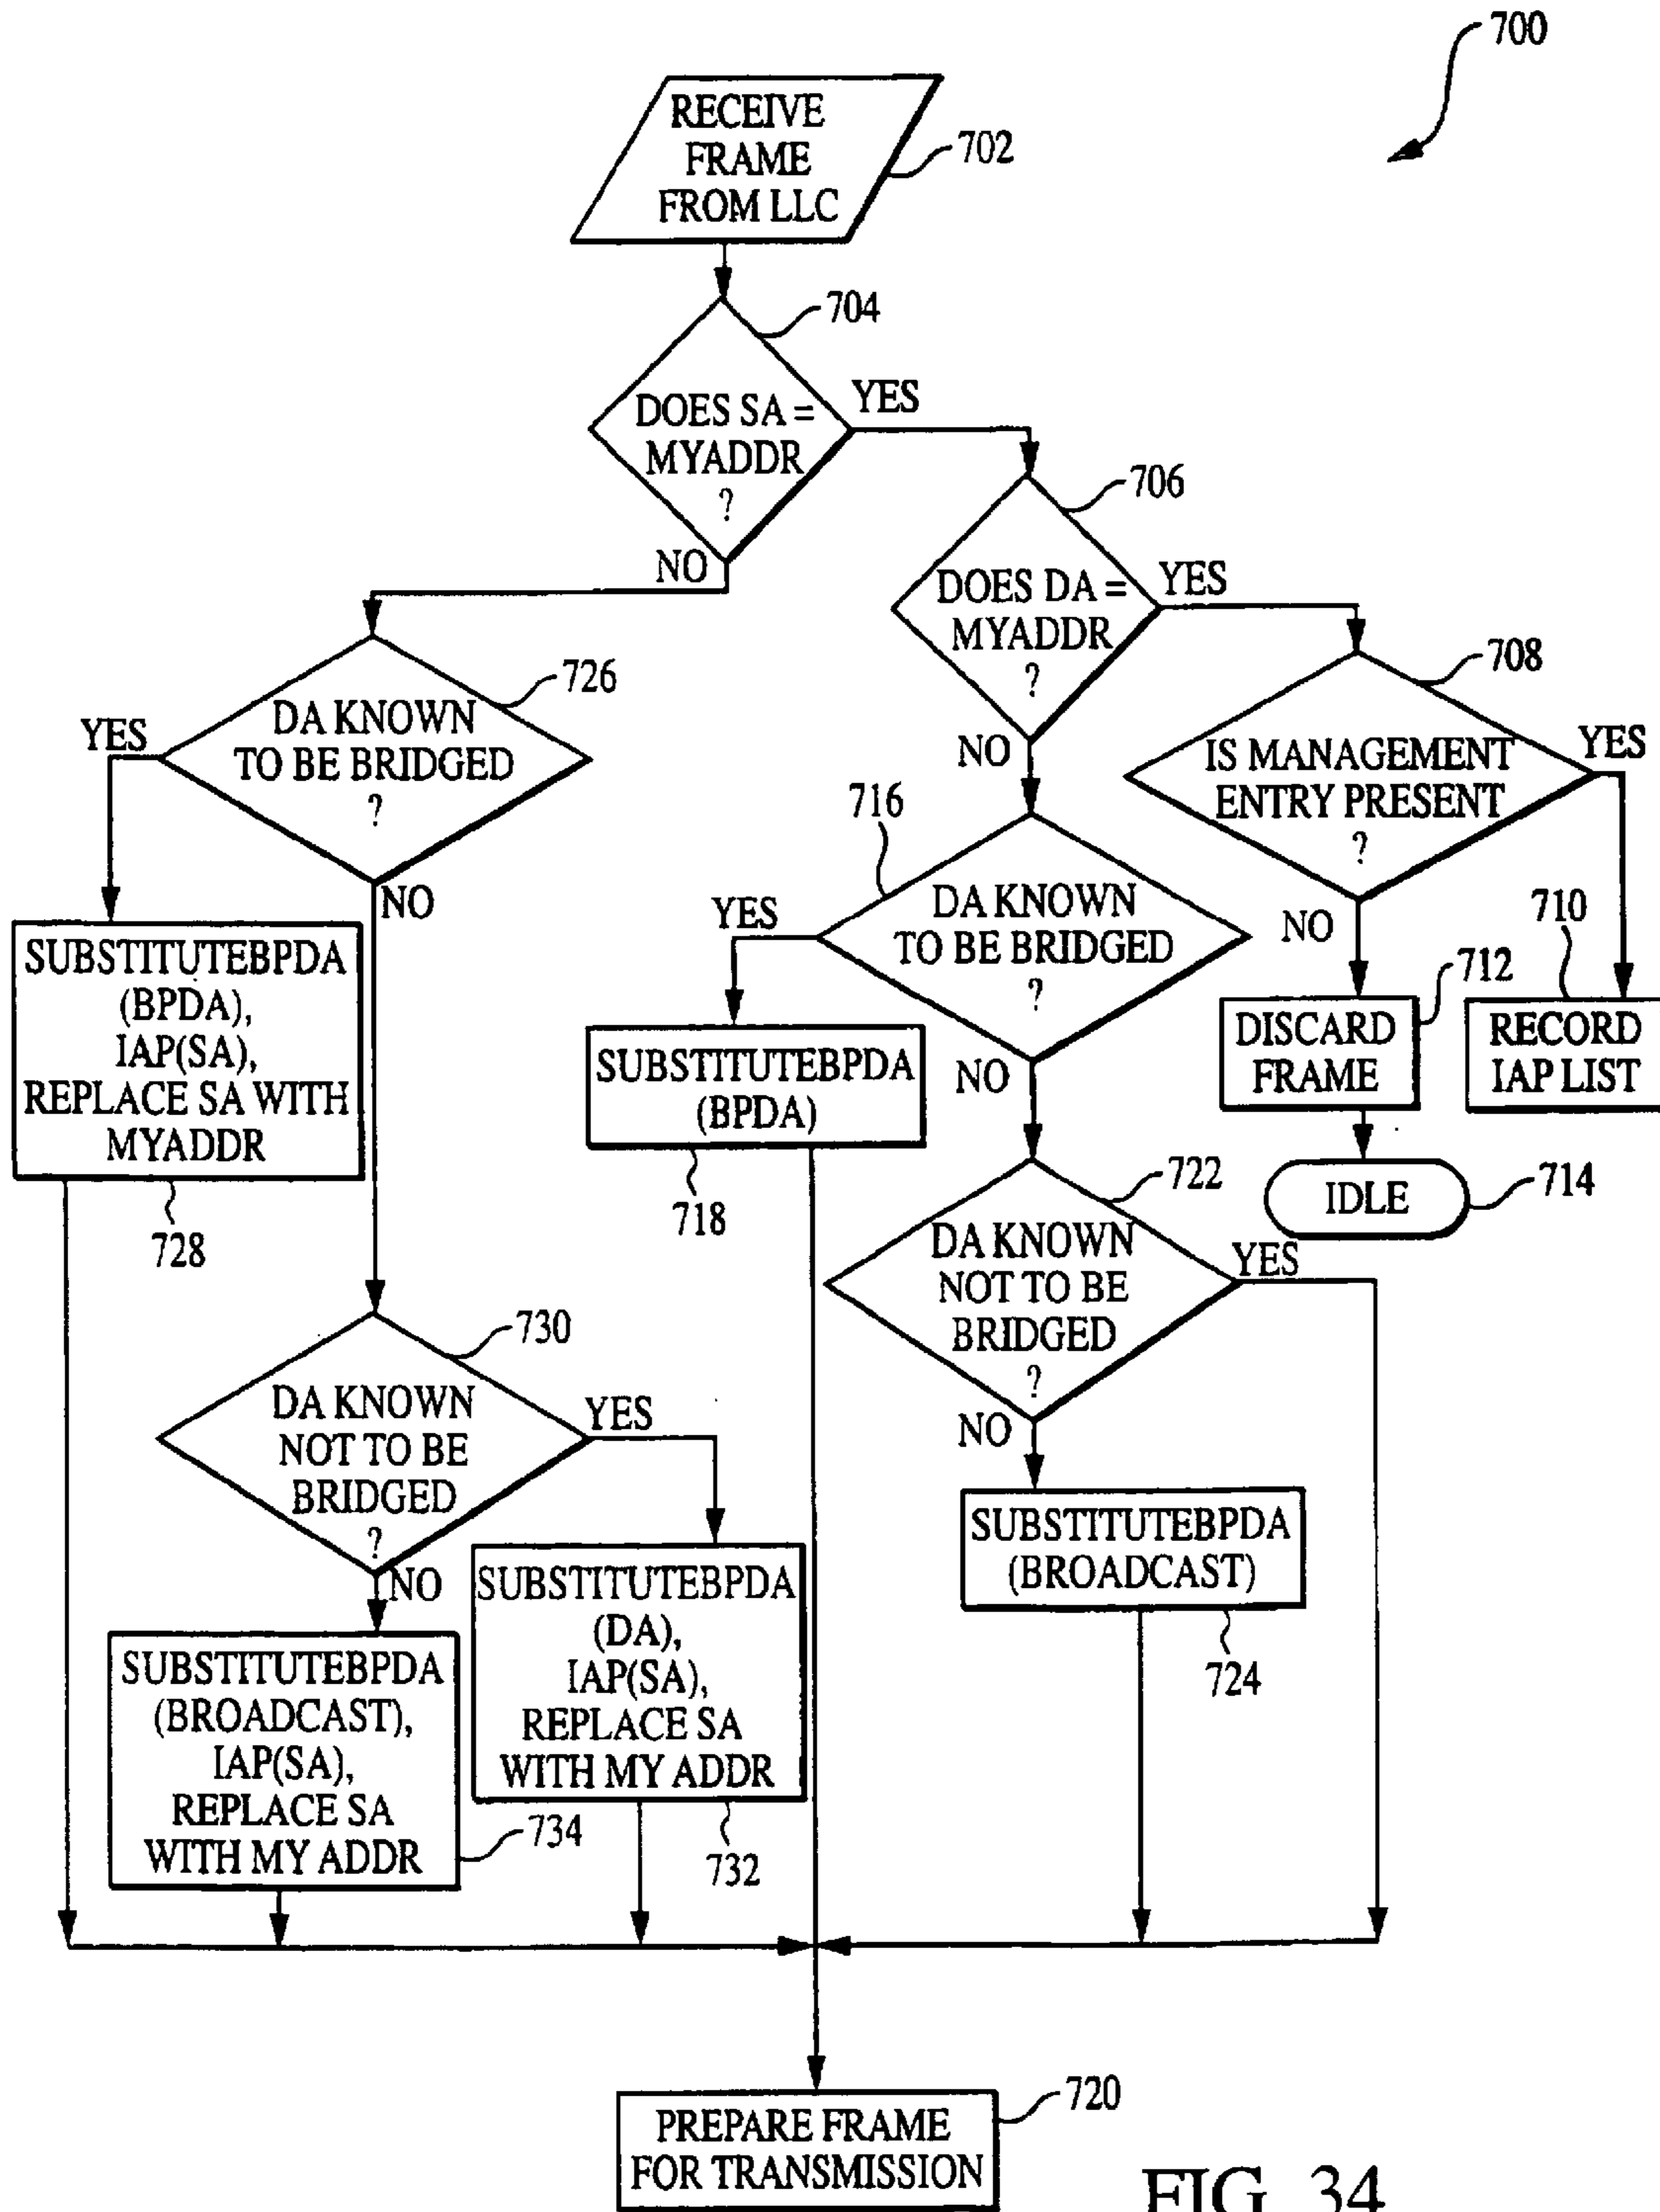 700
RECEIVE
FRAME
FROM LLC
702
704
DOES SA =
MYADDR
?
YES
NO
706
DOES DA =
MYADDR
?
YES
NO
708
IS MANAGEMENT
ENTRY PRESENT
?
YES
NO
710
RECORD
IAP LIST
712
DISCARD
FRAME
IDLE
714
716
DA KNOWN
TO BE BRIDGED
?
YES
NO
SUBSTITUTEBPDA
(BPDA)
718
722
DA KNOWN
NOT TO BE
BRIDGED
?
YES
NO
SUBSTITUTEBPDA
(BROADCAST)
724
726
DA KNOWN
TO BE BRIDGED
?
YES
NO
SUBSTITUTEBPDA
(BPDA),
IAP(SA),
REPLACE SA WITH
MYADDR
728
730
DA KNOWN
NOT TO BE
BRIDGED
?
YES
NO
SUBSTITUTEBPDA
(DA),
IAP(SA),
REPLACE SA
WITH MY ADDR
732
SUBSTITUTEBPDA
(BROADCAST),
IAP(SA),
REPLACE SA
WITH MY ADDR
734
720
PREPARE FRAME
FOR TRANSMISSION
FIG. 34